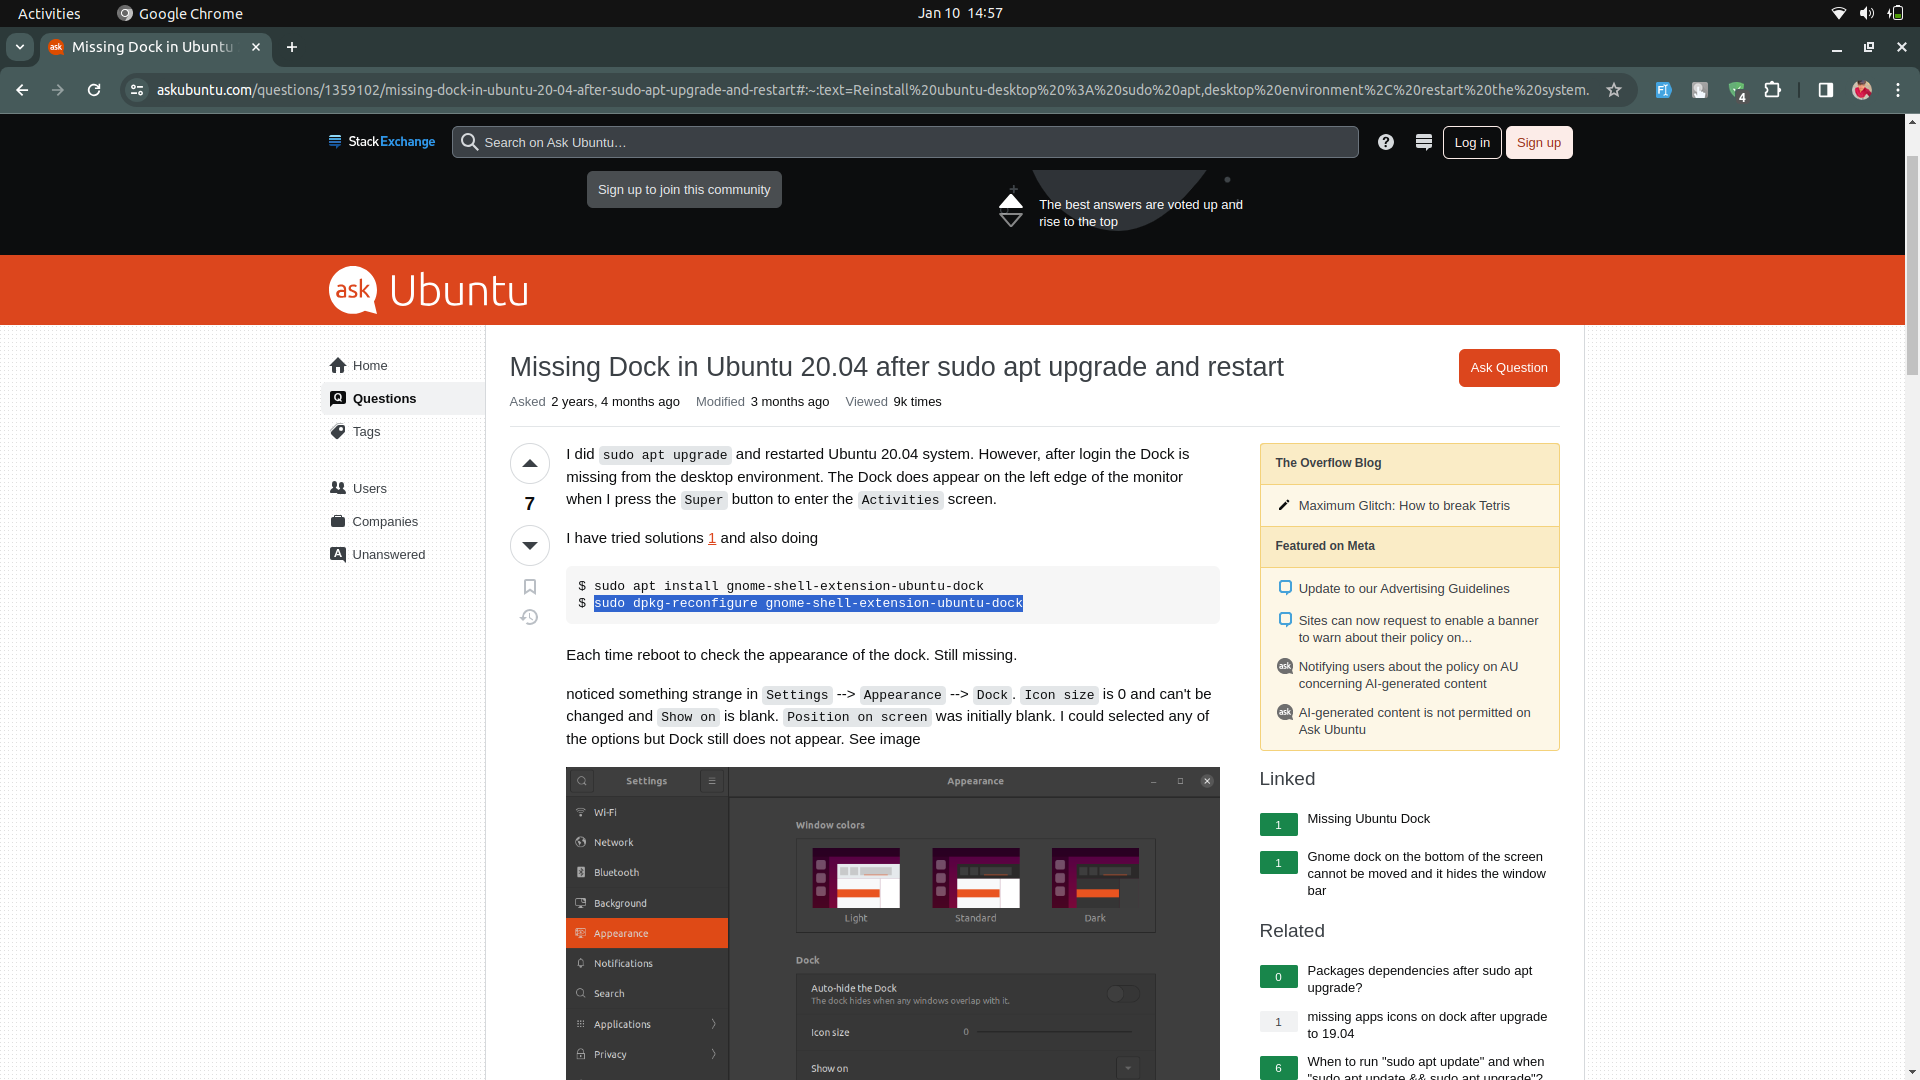 Activities
Google Chrome
Jan 10 14:57
Missing Dock in Ubuntu
askubuntu.com/questions/1359102/missing-dock-in-ubuntu-20-04-after-sudo-apt-upgrade-and-restart#:~:text=Reinstall%20ubuntu-desktop%20%3A%20sudo%20apt,desktop%20environment%2C%20restart%20the%20system.
4
StackExchange
Search on Ask Ubuntu…
Log in
Sign up
Sign up to join this community
The best answers are voted up and
rise to the top
ask Ubuntu
Home
Questions
Tags
Users
Companies
Unanswered
Missing Dock in Ubuntu 20.04 after sudo apt upgrade and restart
Ask Question
Asked 2 years, 4 months ago Modified 3 months ago Viewed 9k times
7
I did sudo apt upgrade and restarted Ubuntu 20.04 system. However, after login the Dock is
missing from the desktop environment. The Dock does appear on the left edge of the monitor
when I press the Super button to enter the Activities screen.
I have tried solutions 1 and also doing
$ sudo apt install gnome-shell-extension-ubuntu-dock
$ sudo dpkg-reconfigure gnome-shell-extension-ubuntu-dock
Each time reboot to check the appearance of the dock. Still missing.
noticed something strange in Settings --> Appearance --> Dock. Icon size is 0 and can't be
changed and Show on is blank. Position on screen was initially blank. I could selected any of
the options but Dock still does not appear. See image
Settings
Appearance
Wi-Fi
Network
Bluetooth
Background
Appearance
Notifications
Search
Applications
Privacy
Window colors
Light
Standard
Dark
Dock
Auto-hide the Dock
The dock hides when any windows overlap with it.
Icon size
0
Show on
The Overflow Blog
Maximum Glitch: How to break Tetris
Featured on Meta
Update to our Advertising Guidelines
Sites can now request to enable a banner
to warn about their policy on...
ask Notifying users about the policy on AU
concerning AI-generated content
ask AI-generated content is not permitted on
Ask Ubuntu
Linked
1 Missing Ubuntu Dock
1 Gnome dock on the bottom of the screen
cannot be moved and it hides the window
bar
Related
0 Packages dependencies after sudo apt
upgrade?
1 missing apps icons on dock after upgrade
to 19.04
6 When to run "sudo apt update" and when
"sudo apt update && sudo apt upgrade"?